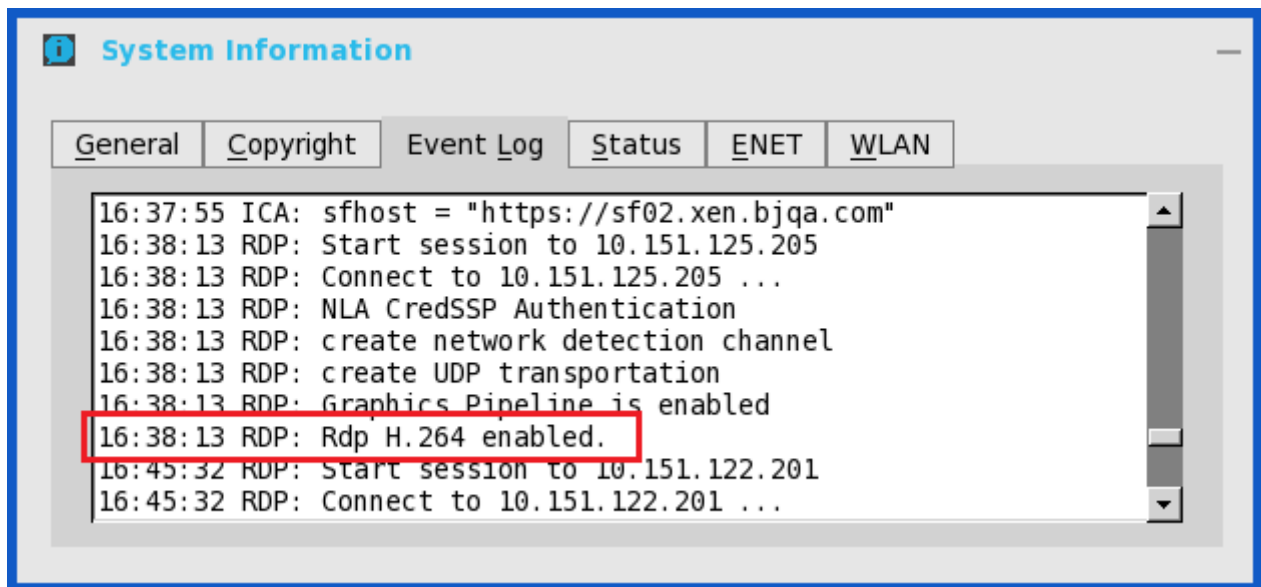 System Information
General Copyright Event Log Status ENET WLAN
16:37:55 ICA: sfhost = "https://sf02.xen.bjqa.com"
16:38:13 RDP: Start session to 10.151.125.205
16:38:13 RDP: Connect to 10.151.125.205 ...
16:38:13 RDP: NLA CredSSP Authentication
16:38:13 RDP: create network detection channel
16:38:13 RDP: create UDP transportation
16:38:13 RDP: Graphics Pipeline is enabled
16:38:13 RDP: Rdp H.264 enabled.
16:45:32 RDP: Start session to 10.151.122.201
16:45:32 RDP: Connect to 10.151.122.201 ...